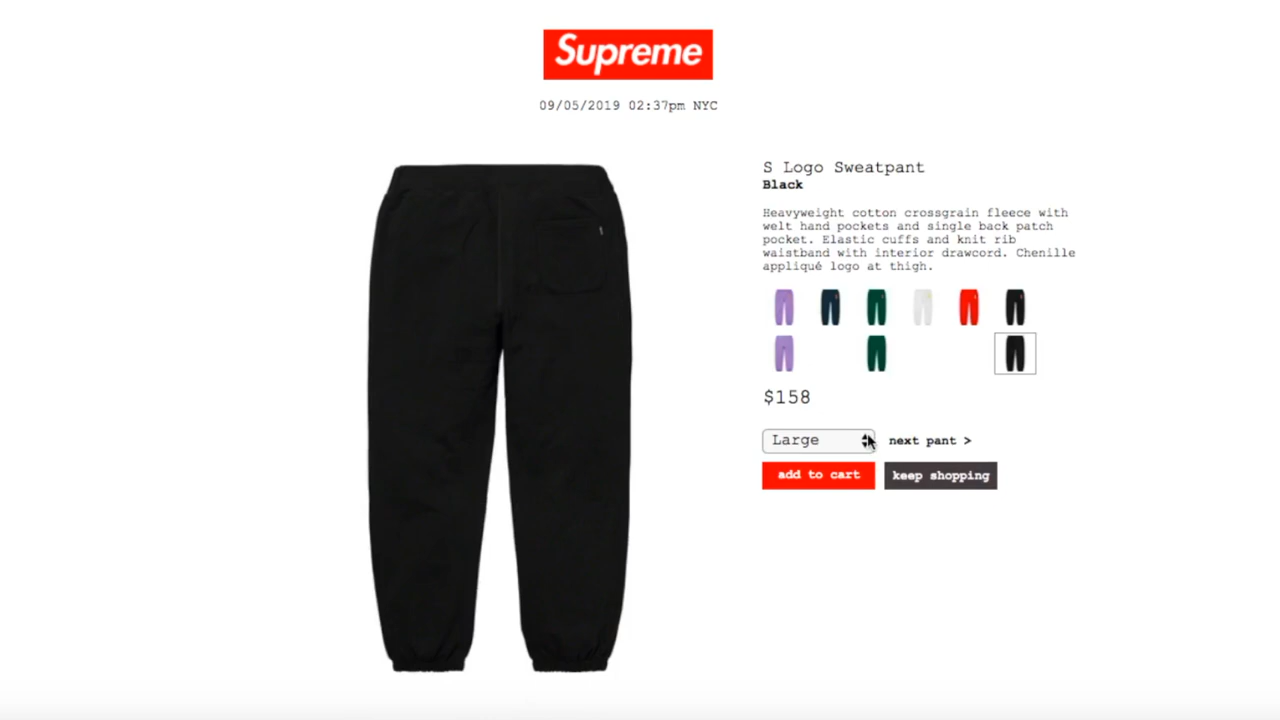 Supreme
09/05/2019 02:37pm NYC
S Logo Sweatpant
Black
Heavyweight cotton crossgrain fleece with
welt hand pockets and single back patch
pocket. Elastic cuffs and knit rib
waistband with interior drawcord. Chenille
appliqué logo at thigh.
$158
Large
next pant >
add to cart
keep shopping